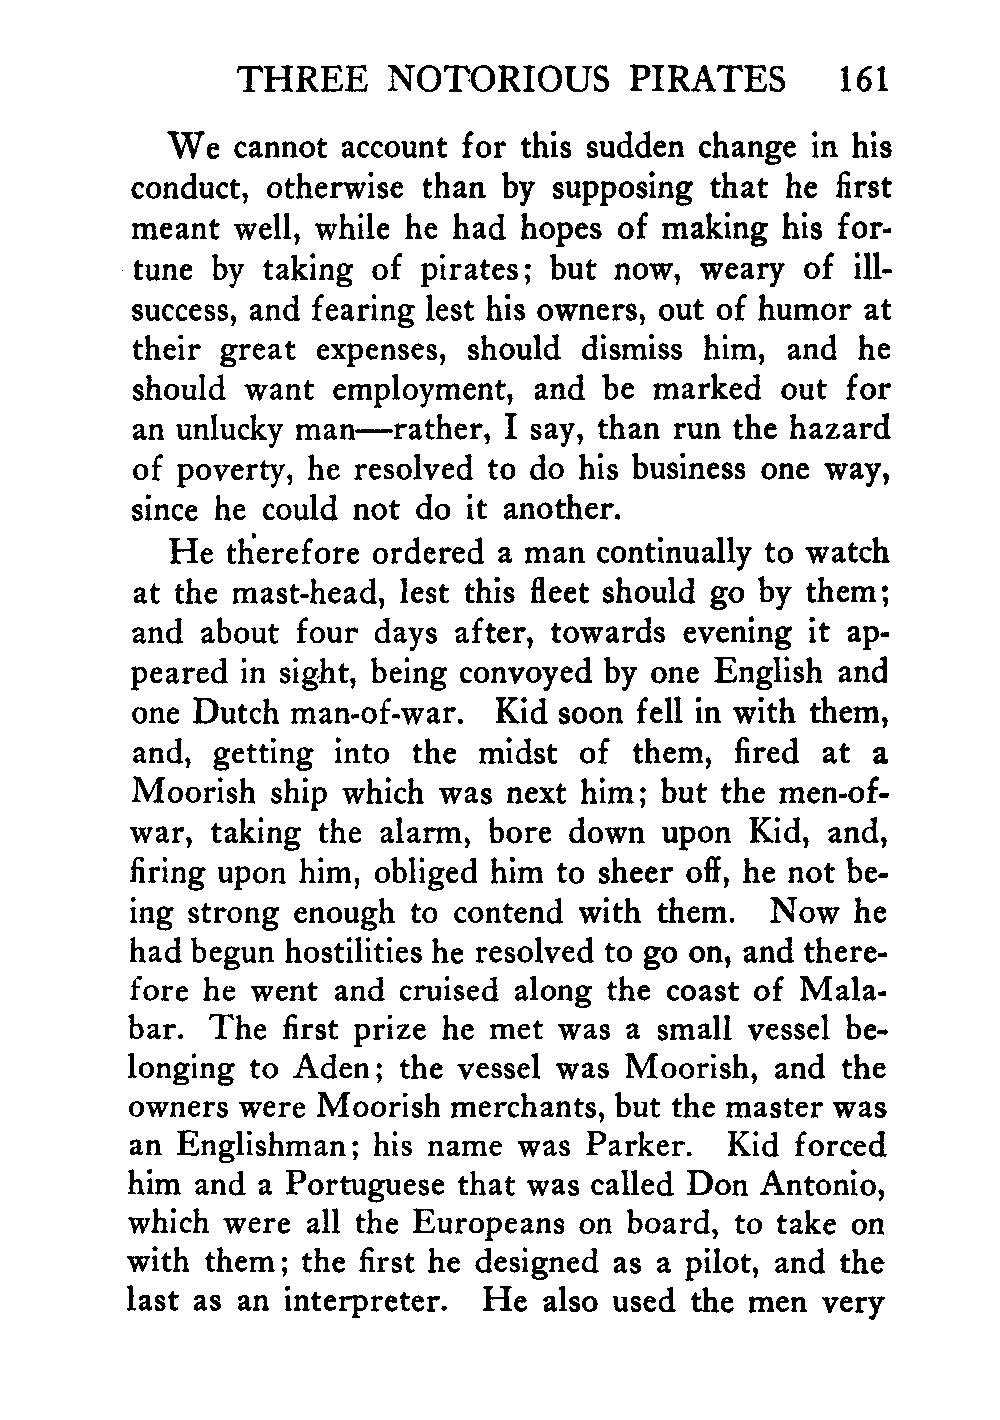 THREE NOTORIOUS PIRATES 161
We cannot account for this sudden change in his
conduct, otherwise than by supposing that he first
meant well, while he had hopes of making his for-
tune by taking of pirates; but now, weary of ill-
success, and fearing lest his owners, out of humor at
their great expenses, should dismiss him, and he
should want employment, and be marked out for
an unlucky man—rather, I say, than run the hazard
of poverty, he resolved to do his business one way,
since he could not do it another.
He therefore ordered a man continually to watch
at the mast-head, lest this fleet should go by them;
and about four days after, towards evening it ap-
peared in sight, being convoyed by one English and
one Dutch man-of-war. Kid soon fell in with them,
and, getting into the midst of them, fired at a
Moorish ship which was next him; but the men-of-
war, taking the alarm, bore down upon Kid, and,
firing upon him, obliged him to sheer off, he not be-
ing strong enough to contend with them. Now he
had begun hostilities he resolved to go on, and there-
fore he went and cruised along the coast of Mala-
bar. The first prize he met was a small vessel be-
longing to Aden; the vessel was Moorish, and the
owners were Moorish merchants, but the master was
an Englishman; his name was Parker. Kid forced
him and a Portuguese that was called Don Antonio,
which were all the Europeans on board, to take on
with them; the first he designed as a pilot, and the
last as an interpreter. He also used the men very